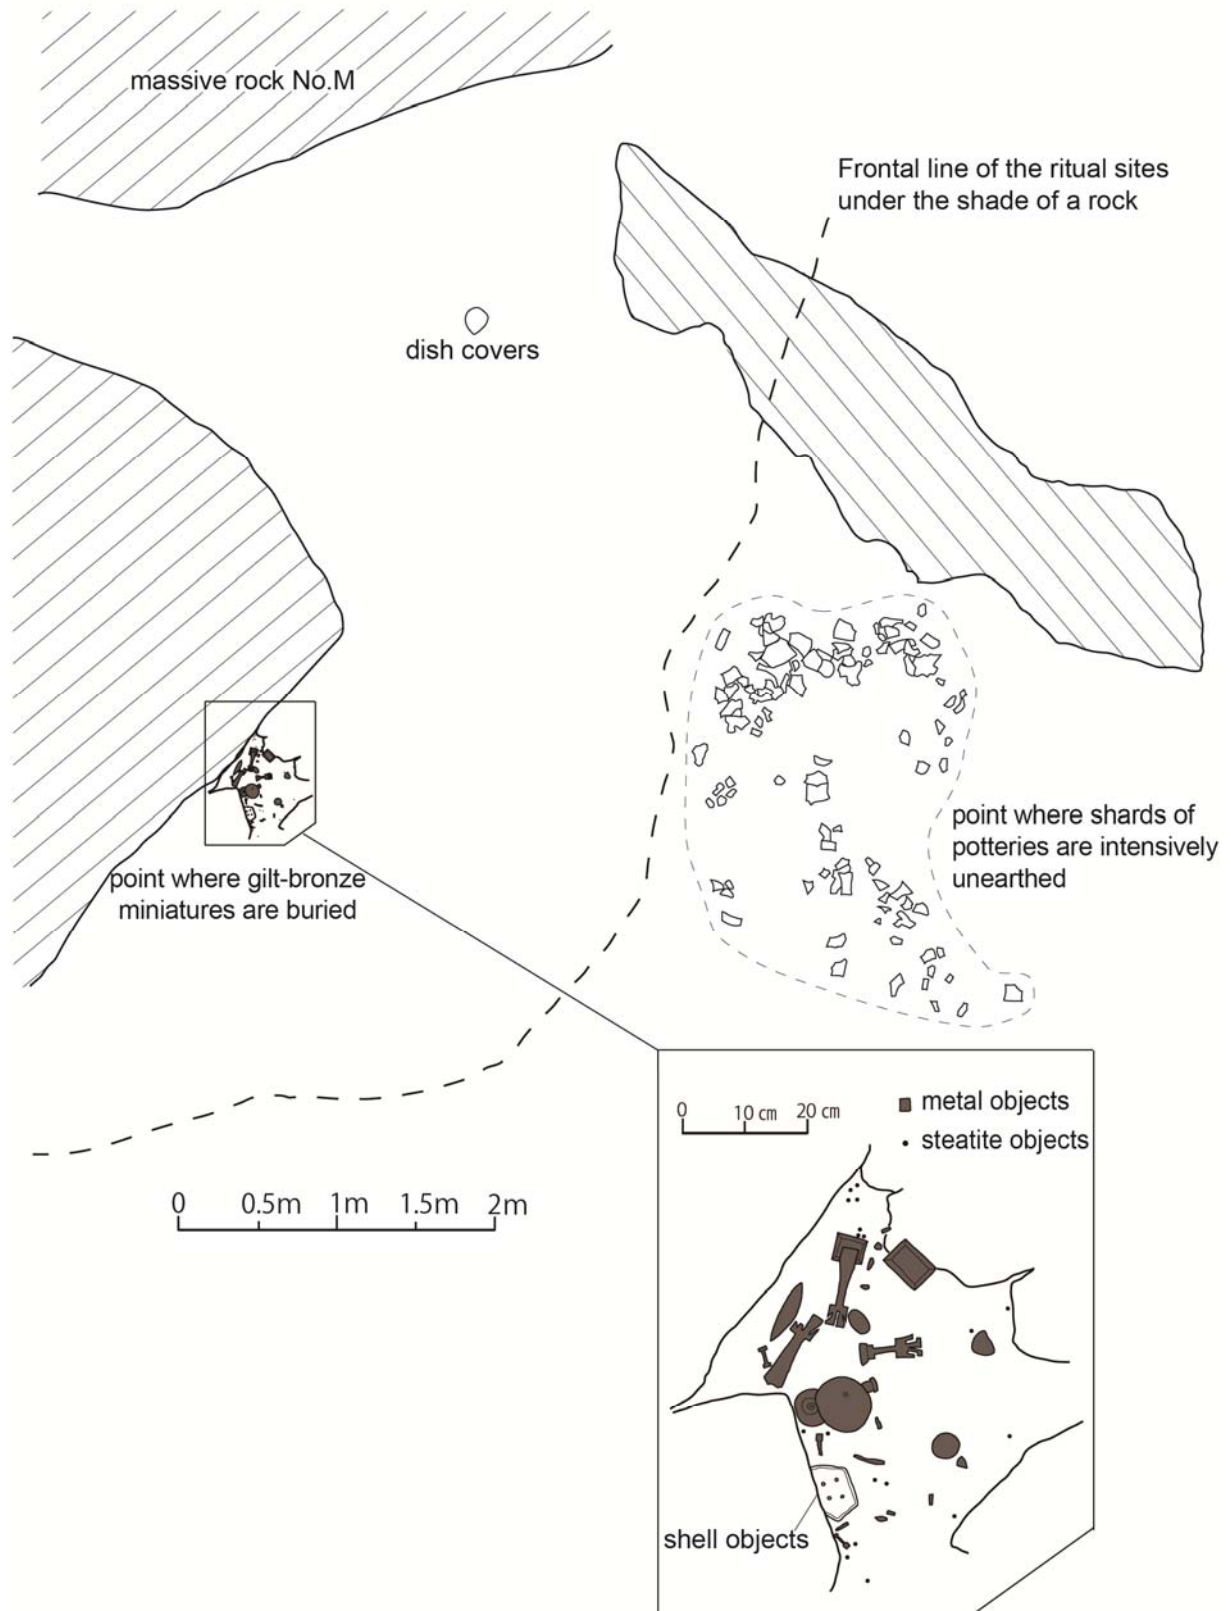 massive rock No.M
Frontal line of the ritual sites
under the shade of a rock
dish covers
point where shards of
potteries are intensively
unearthed
point where gilt-bronze
miniatures are buried
0 10 cm 20 cm
metal objects
steatite objects
0 0.5m 1m 1.5m 2m
shell objects